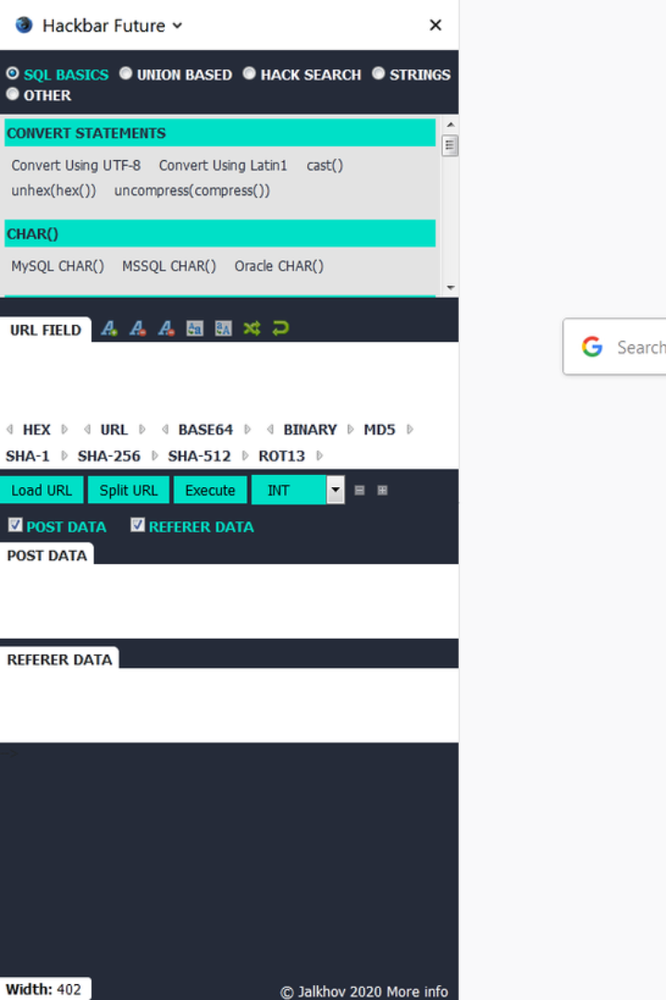 Hackbar Future
SQL BASICS UNION BASED HACK SEARCH STRINGS
OTHER
CONVERT STATEMENTS
Convert Using UTF-8 Convert Using Latin1 cast()
unhex(hex()) uncompress(compress())
CHAR()
MySQL CHAR() MSSQL CHAR() Oracle CHAR()
URL FIELD
Search
HEX URL BASE64 BINARY MD5
SHA-1 SHA-256 SHA-512 ROT13
Load URL Split URL Execute INT
POST DATA REFERER DATA
POST DATA
REFERER DATA
Width: 402
© Jalkhov 2020 More info